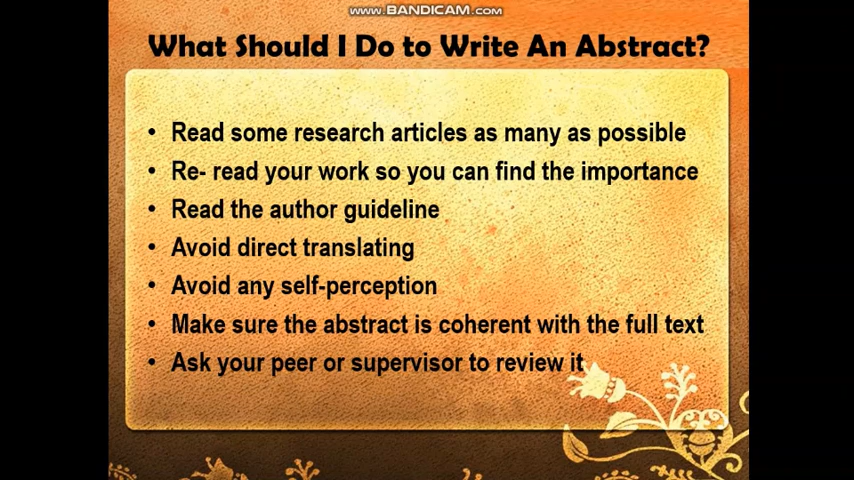 WWW.BANDICAM.COM
What Should I Do to Write An Abstract?
• Read some research articles as many as possible
• Re- read your work so you can find the importance
• Read the author guideline
• Avoid direct translating
• Avoid any self-perception
• Make sure the abstract is coherent with the full text
• Ask your peer or supervisor to review it